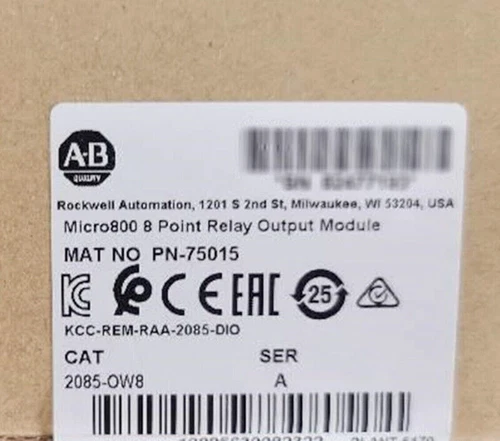 A-B
QUALITY
Rockwell Automation, 1201 S 2nd St, Milwaukee, WI 53204, USA
Micro800 8 Point Relay Output Module
MAT NO PN-75015
CE EAC 25
KCC-REM-RAA-2085-DIO
CAT SER
2085-OW8 A